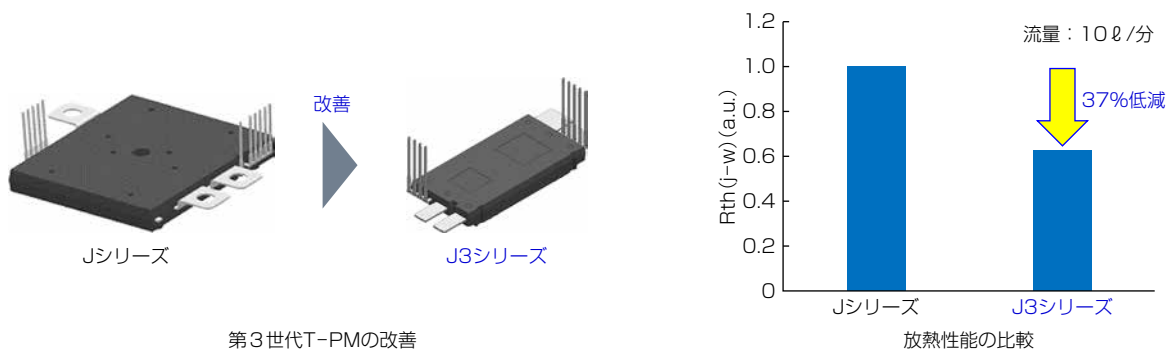 改善
Jシリーズ
J3シリーズ
第3世代T-PMの改善
1.2
1.0
0.8
0.6
0.4
0.2
0
Rth(j-w)(a.u.)
流量：10ℓ/分
37%低減
Jシリーズ
J3シリーズ
放熱性能の比較